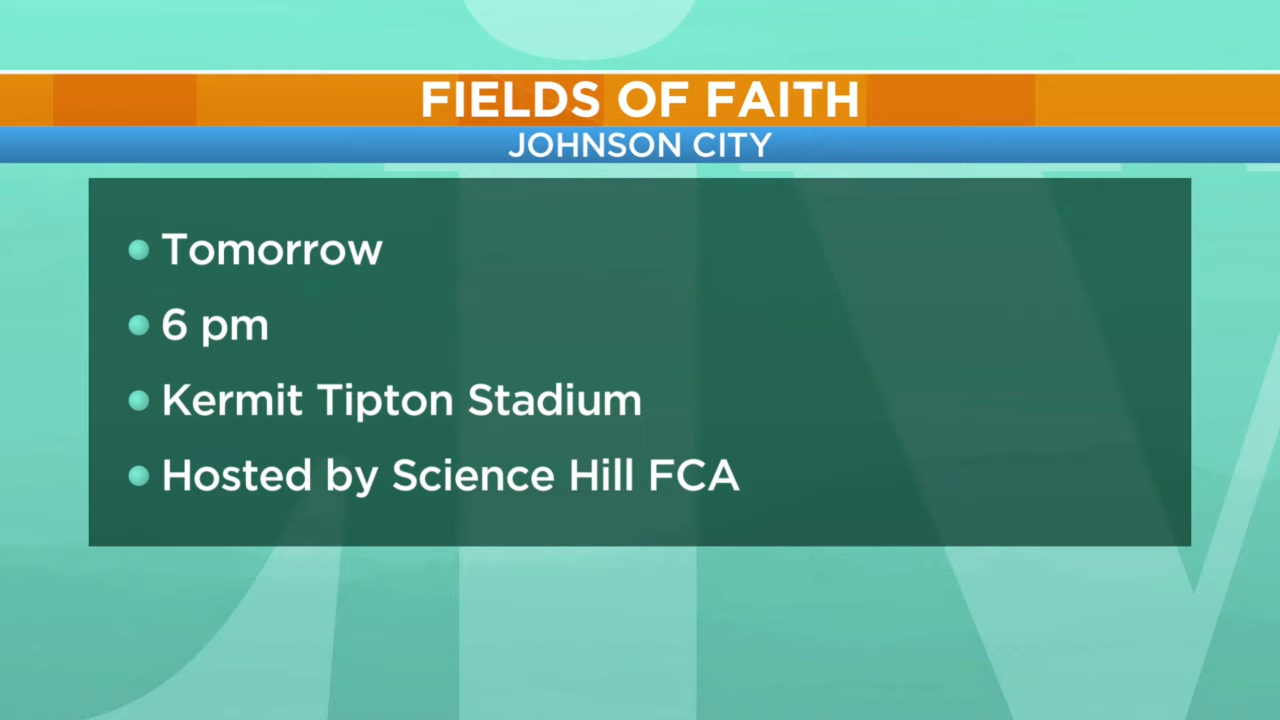 FIELDS OF FAITH
JOHNSON CITY
Tomorrow
6 pm
Kermit Tipton Stadium
Hosted by Science Hill FCA